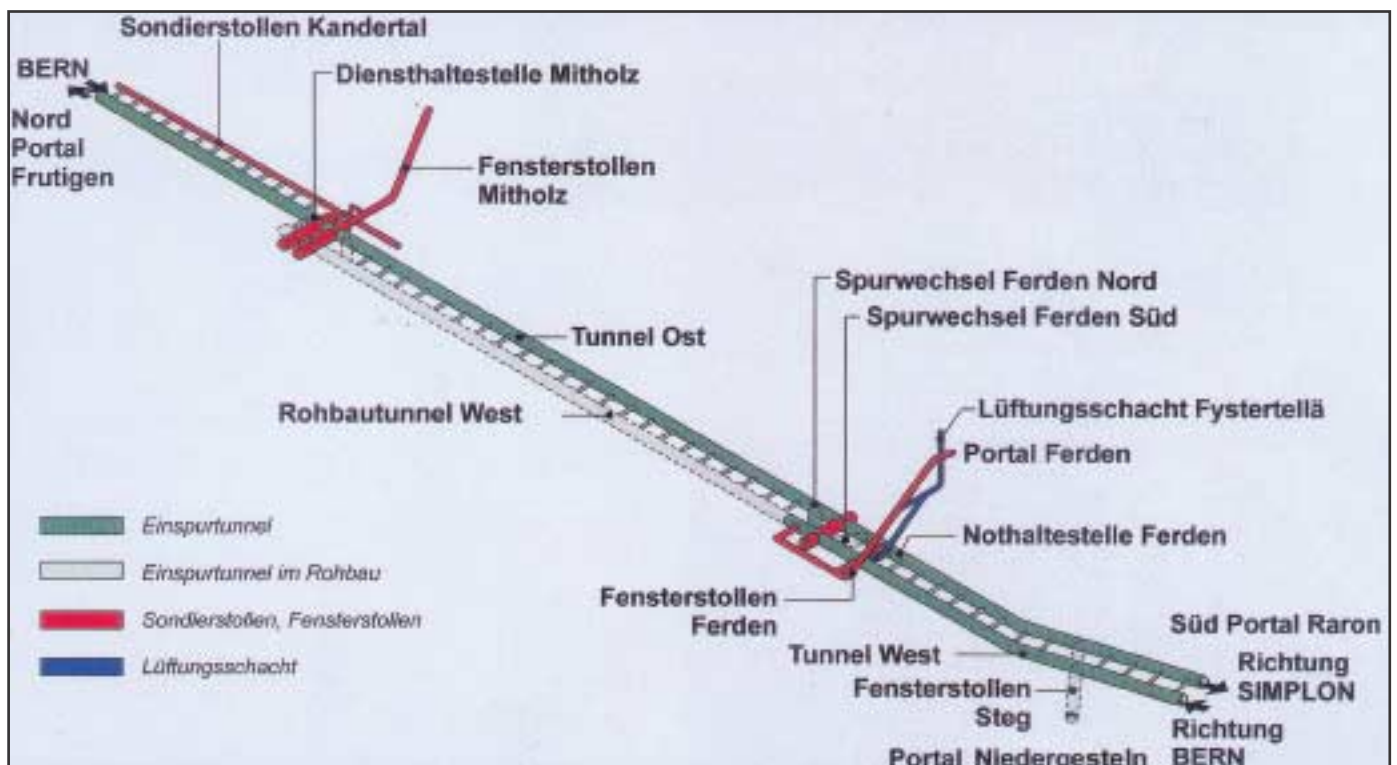 Sondierstollen Kandertal
BERN
Diensthaltestelle Mitholz
Nord
Portal
Frutigen
Fensterstollen
Mitholz
Spurwechsel Ferden Nord
Spurwechsel Ferden Süd
Tunnel Ost
Rohbautunnel West
Lüftungsschacht Fystertellä
Portal Ferden
Nothaltestelle Ferden
Einspurtunnel
Einspurtunnel im Rohbau
Sondierstollen, Fensterstollen
Lüftungsschacht
Fensterstollen
Ferden
Tunnel West
Fensterstollen
Steg
Süd Portal Raron
Richtung
SIMPLON
Richtung
BERN
Portal Niedergesteln